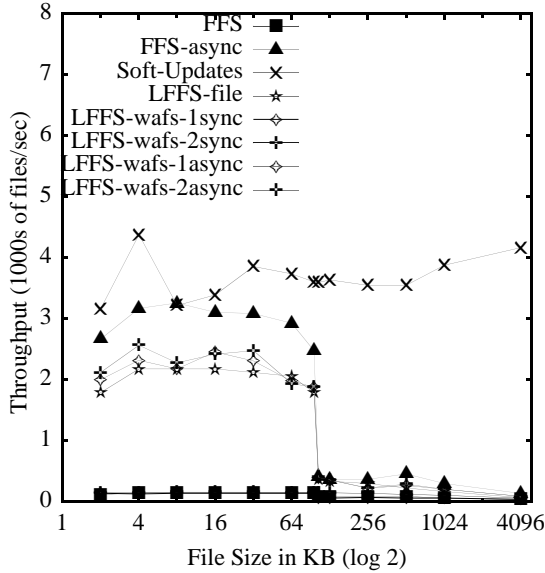 8
7
6
5
4
3
2
1
0
Throughput (1000s of files/sec)
FFS
FFS-async
Soft-Updates
LFFS-file
LFFS-wafs-1sync
LFFS-wafs-2sync
LFFS-wafs-1async
LFFS-wafs-2async
1 4 16 64 256 1024 4096
File Size in KB (log 2)